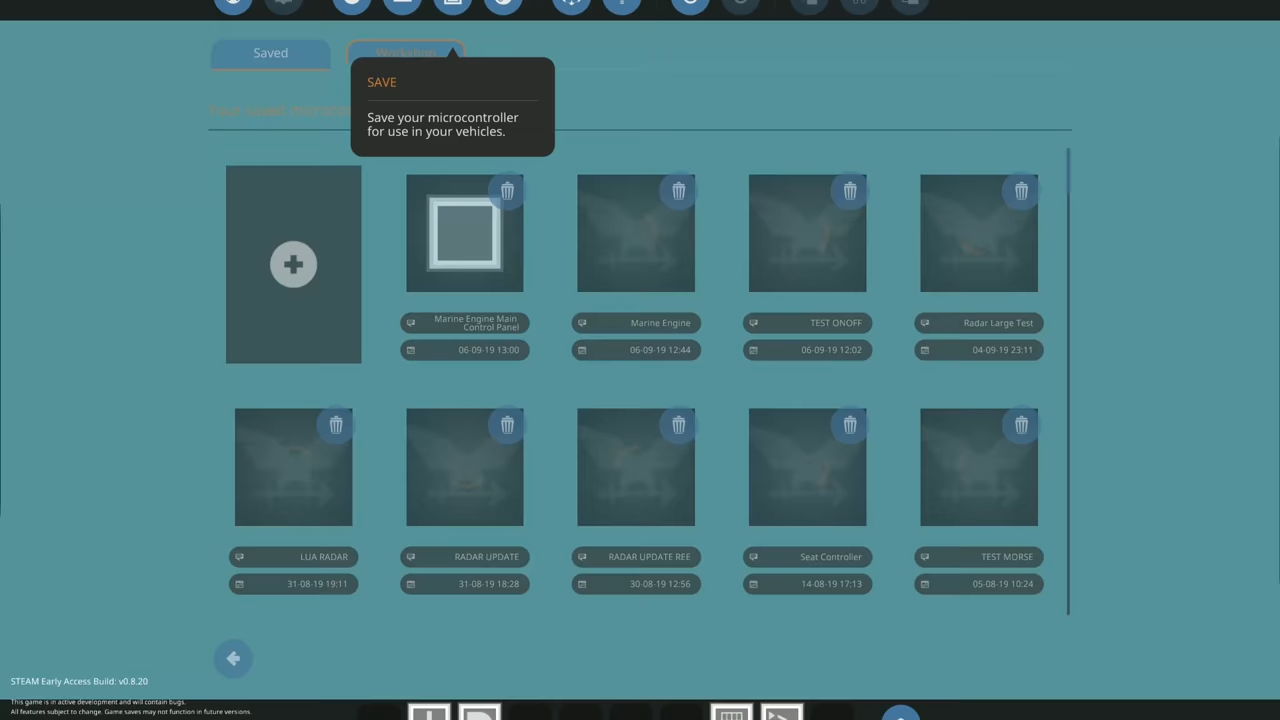 Saved
Workshop
SAVE
Save your microcontroller
for use in your vehicles.
Marine Engine Main
Control Panel
06-09-19 13:00
Marine Engine
06-09-19 12:44
TEST ONOFF
06-09-19 12:02
Radar Large Test
04-09-19 23:11
LUA RADAR
31-08-19 19:11
RADAR UPDATE
31-08-19 18:28
RADAR UPDATE REE
30-08-19 12:56
Seat Controller
14-08-19 17:13
TEST MORSE
05-08-19 10:24
STEAM Early Access Build: v0.8.20
This game is in active development and will contain bugs.
All features subject to change. Game saves may not function in future versions.